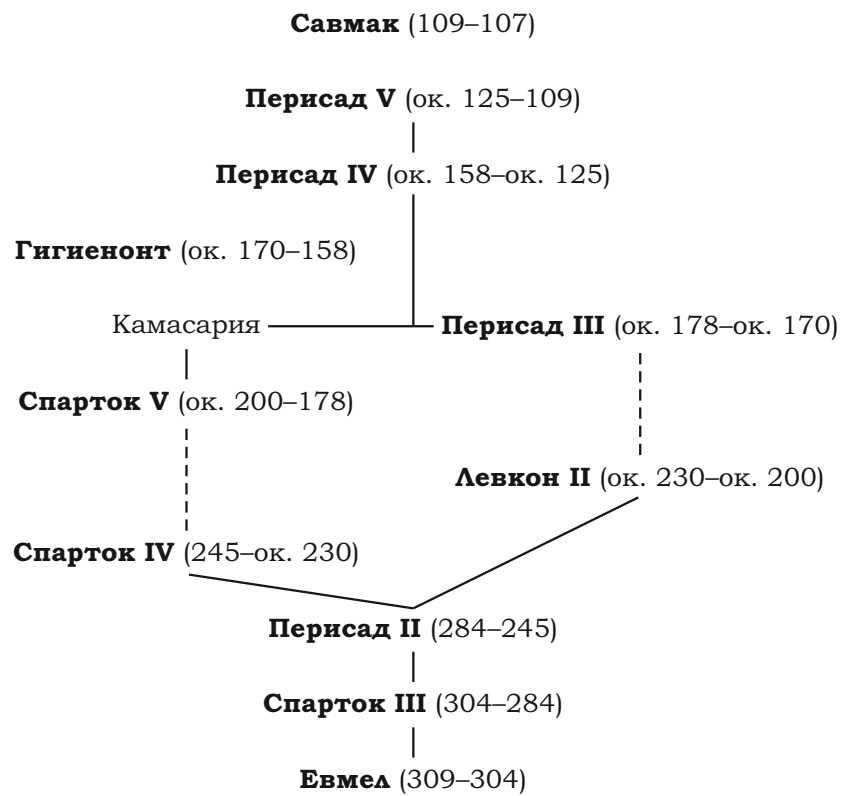 Савмак (109–107)
Перисад V (ок. 125–109)
Перисад IV (ок. 158–ок. 125)
Гигиенонт (ок. 170–158)
Камасария Перисад III (ок. 178–ок. 170)
Спарток V (ок. 200–178)
Левкон II (ок. 230–ок. 200)
Спарток IV (245–ок. 230)
Перисад II (284–245)
Спарток III (304–284)
Евмел (309–304)